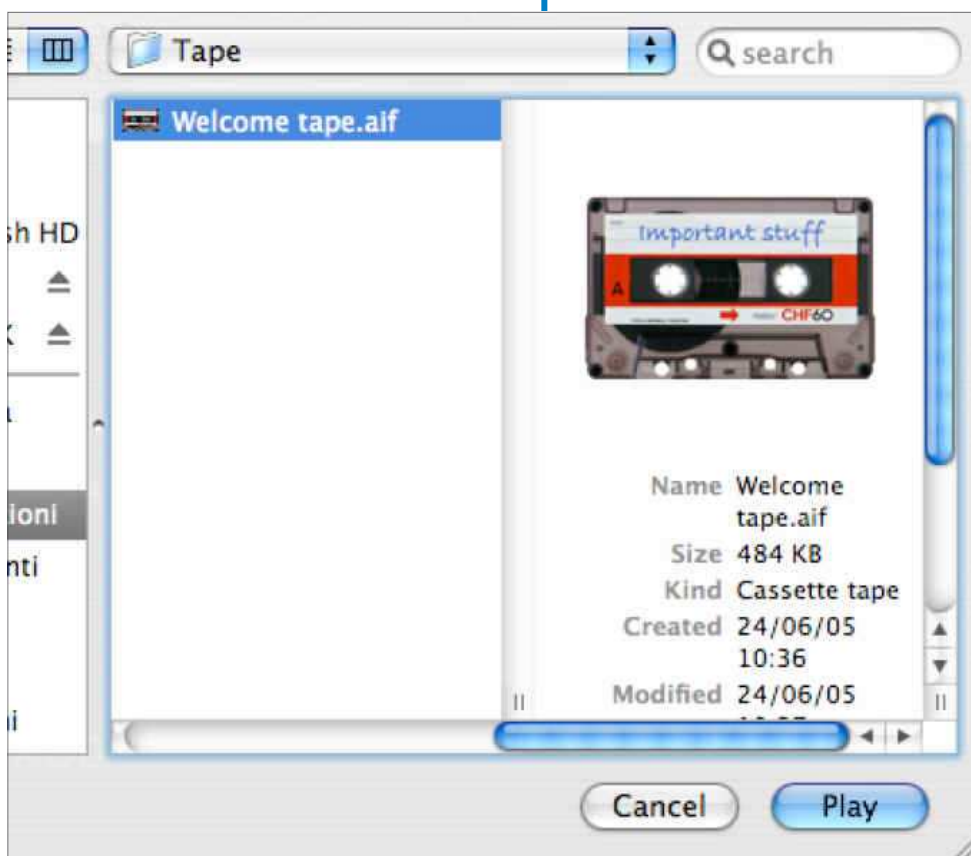 Tape
search
Welcome tape.aif
sh HD
ioni
nti
Important stuff
A
CHF60
Name Welcome
tape.aif
Size 484 KB
Kind Cassette tape
Created 24/06/05
10:36
Modified 24/06/05
Cancel Play